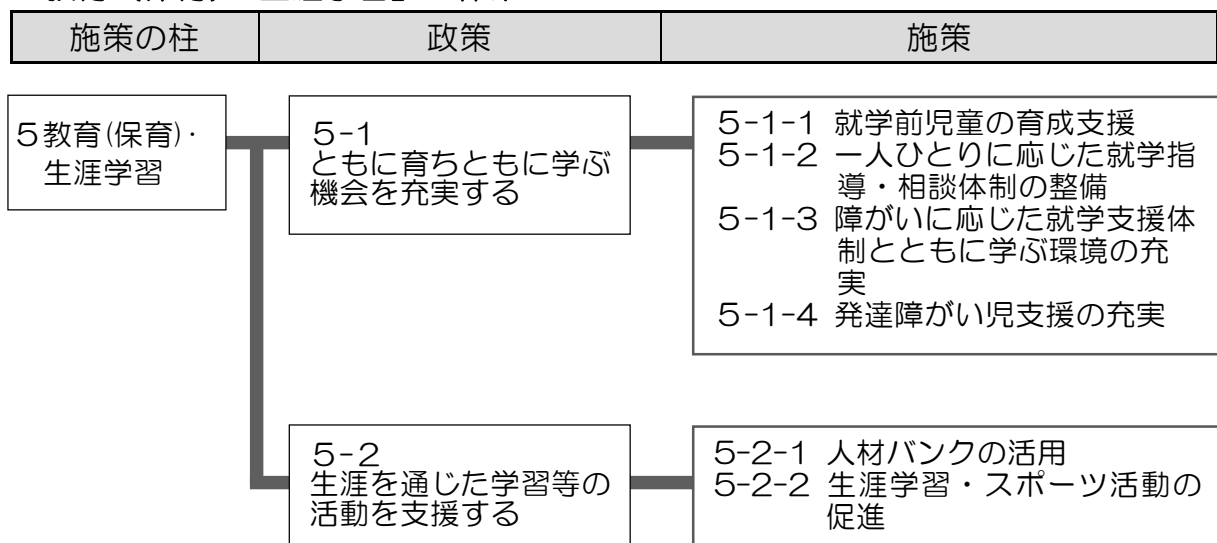 施策の柱 政策 施策
5教育(保育)・
生涯学習
5-1
ともに育ちともに学ぶ
機会を充実する
5-1-1 就学前児童の育成支援
5-1-2 一人ひとりに応じた就学指
導・相談体制の整備
5-1-3 障がいに応じた就学支援体
制とともに学ぶ環境の充
実
5-1-4 発達障がい児支援の充実
5-2
生涯を通じた学習等の
活動を支援する
5-2-1 人材バンクの活用
5-2-2 生涯学習・スポーツ活動の
促進